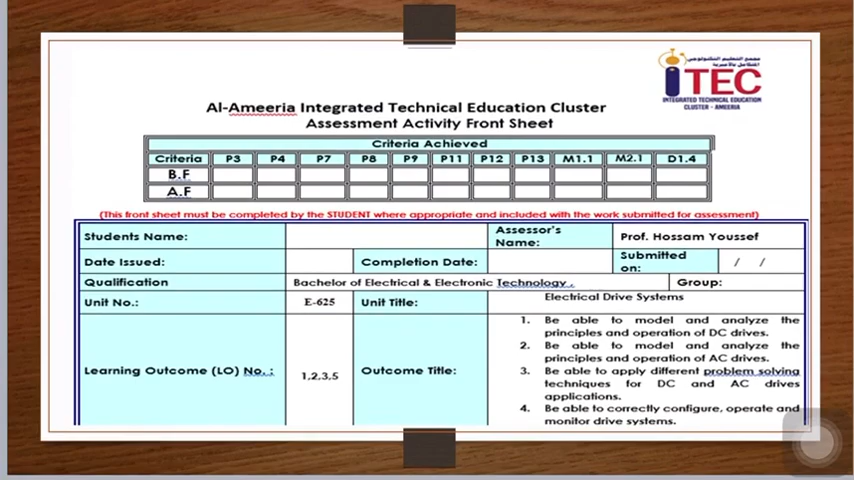 مجمع التعليم التكنولوجي
المتكامل بالأميرية
iTEC
INTEGRATED TECHNICAL EDUCATION
CLUSTER - AMEERIA
Al-Ameeria Integrated Technical Education Cluster
Assessment Activity Front Sheet
Criteria Achieved
Criteria P3 P4 P7 P8 P9 P11 P12 P13 M1.1 M2.1 D1.4
B.F
A.F
(This front sheet must be completed by the STUDENT where appropriate and included with the work submitted for assessment)
Students Name: Assessor's Name: Prof. Hossam Youssef
Date Issued: Completion Date: Submitted on: / /
Qualification Bachelor of Electrical & Electronic Technology . Group:
Unit No.: E-625 Unit Title: Electrical Drive Systems
Learning Outcome (LO) No. : 1,2,3,5 Outcome Title:
1. Be able to model and analyze the
principles and operation of DC drives.
2. Be able to model and analyze the
principles and operation of AC drives.
3. Be able to apply different problem solving
techniques for DC and AC drives
applications.
4. Be able to correctly configure, operate and
monitor drive systems.